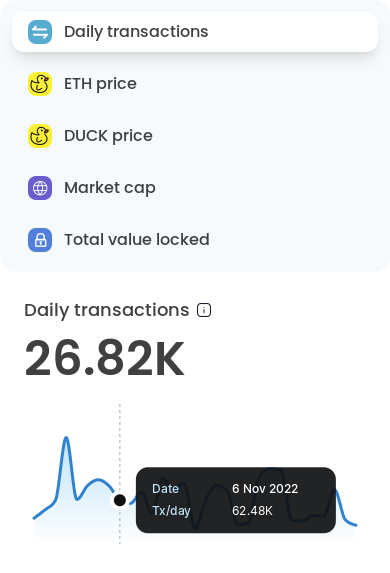 Daily transactions
ETH price
DUCK price
Market cap
Total value locked
Daily transactions
26.82K
Date 6 Nov 2022
Tx/day 62.48K